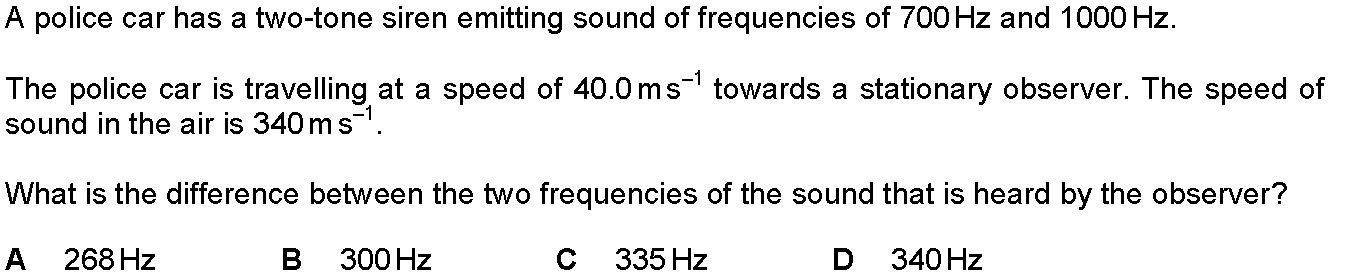 A police car has a two-tone siren emitting sound of frequencies of 700 Hz and 1000 Hz.
The police car is travelling at a speed of 40.0 m s⁻¹ towards a stationary observer. The speed of
sound in the air is 340 m s⁻¹.
What is the difference between the two frequencies of the sound that is heard by the observer?
A 268 Hz B 300 Hz C 335 Hz D 340 Hz